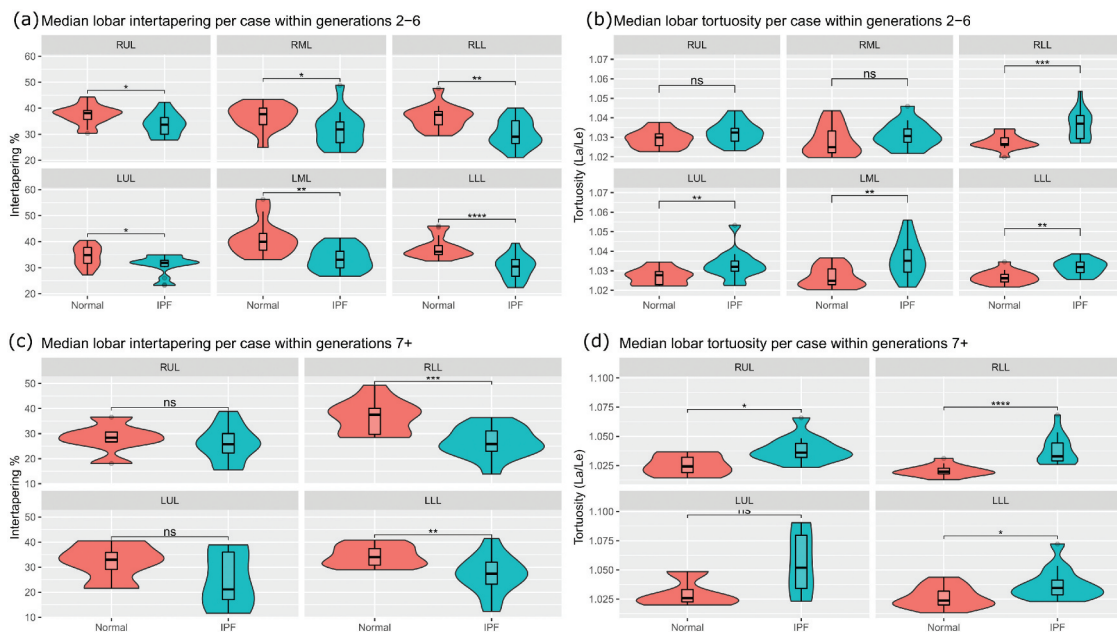 (a) Median lobar intertapering per case within generations 2−6
RUL RML RLL
60
50
40
30
20
* * **
LUL LML LLL
60
50
40
30
20
* ** ****
Intertapering %
Normal IPF Normal IPF Normal IPF
(b) Median lobar tortuosity per case within generations 2−6
RUL RML RLL
1.07
1.06
1.05
1.04
1.03
1.02
ns ns ***
LUL LML LLL
1.07
1.06
1.05
1.04
1.03
1.02
** ** **
Tortuosity (La/Le)
Normal IPF Normal IPF Normal IPF
(c) Median lobar intertapering per case within generations 7+
RUL RLL
50
40
30
20
10
ns ***
LUL LLL
50
40
30
20
10
ns **
Intertapering %
Normal IPF Normal IPF
(d) Median lobar tortuosity per case within generations 7+
RUL RLL
1.100
1.075
1.050
1.025
* ****
LUL LLL
1.100
1.075
1.050
1.025
ns *
Tortuosity (La/Le)
Normal IPF Normal IPF